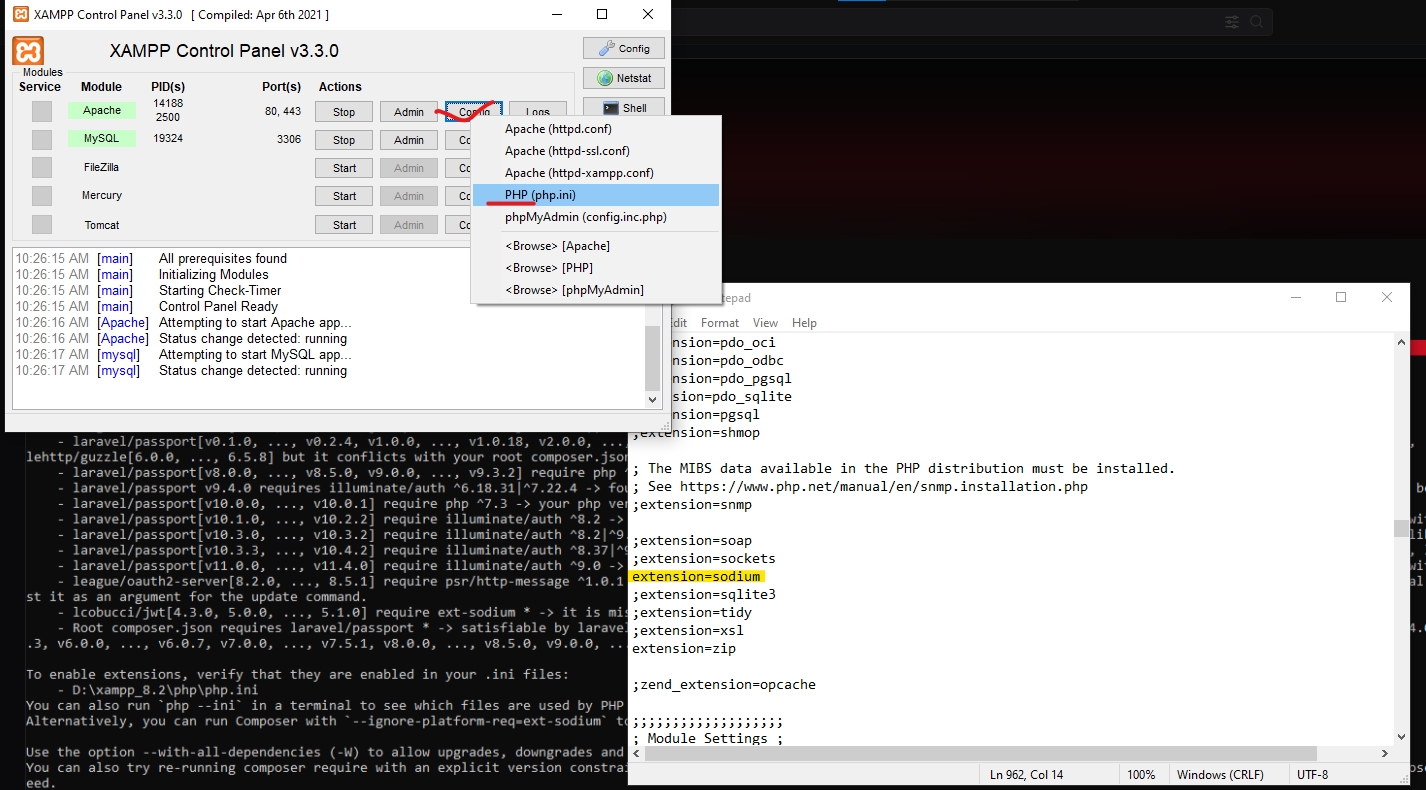 XAMPP Control Panel v3.3.0 [ Compiled: Apr 6th 2021 ]
XAMPP Control Panel v3.3.0
Config
Netstat
Shell
Modules
Service Module PID(s) Port(s) Actions
Apache 14188 2500 80, 443 Stop Admin Config Logs
MySQL 19324 3306 Stop Admin Co
FileZilla Start Admin Co
Mercury Start Admin Co
Tomcat Start Admin Co
Apache (httpd.conf)
Apache (httpd-ssl.conf)
Apache (httpd-xampp.conf)
PHP (php.ini)
phpMyAdmin (config.inc.php)
<Browse> [Apache]
<Browse> [PHP]
<Browse> [phpMyAdmin]
10:26:15 AM [main] All prerequisites found
10:26:15 AM [main] Initializing Modules
10:26:15 AM [main] Starting Check-Timer
10:26:15 AM [main] Control Panel Ready
10:26:16 AM [Apache] Attempting to start Apache app...
10:26:16 AM [Apache] Status change detected: running
10:26:17 AM [mysql] Attempting to start MySQL app...
10:26:17 AM [mysql] Status change detected: running
tepad
dit Format View Help
nsion=pdo_oci
nsion=pdo_odbc
nsion=pdo_pgsql
nsion=pdo_sqlite
nsion=pgsql
;extension=shmop
; The MIBS data available in the PHP distribution must be installed.
; See https://www.php.net/manual/en/snmp.installation.php
;extension=snmp
;extension=soap
;extension=sockets
extension=sodium
;extension=sqlite3
;extension=tidy
;extension=xsl
extension=zip
;zend_extension=opcache
;;;;;;;;;;;;;;;;;;;
; Module Settings ;
Ln 962, Col 14 100% Windows (CRLF) UTF-8
- laravel/passport[v0.1.0, ..., v0.2.4, v1.0.0, ..., v1.0.18, v2.0.0, ...,
lehttp/guzzle[6.0.0, ..., 6.5.8] but it conflicts with your root composer.json
- laravel/passport[v8.0.0, ..., v8.5.0, v9.0.0, ..., v9.3.2] require php ^
- laravel/passport v9.4.0 requires illuminate/auth ^6.18.31|^7.22.4 -> fou
- laravel/passport[v10.0.0, ..., v10.0.1] require php ^7.3 -> your php ver
- laravel/passport[v10.1.0, ..., v10.2.2] require illuminate/auth ^8.2 ->
- laravel/passport[v10.3.0, ..., v10.3.2] require illuminate/auth ^8.2|^9.
- laravel/passport[v10.3.3, ..., v10.4.2] require illuminate/auth ^8.37|^9
- laravel/passport[v11.0.0, ..., v11.4.0] require illuminate/auth ^9.0 ->
- league/oauth2-server[8.2.0, ..., 8.5.1] require psr/http-message ^1.0.1
st it as an argument for the update command.
- lcobucci/jwt[4.3.0, 5.0.0, ..., 5.1.0] require ext-sodium * -> it is mis
- Root composer.json requires laravel/passport * -> satisfiable by larave
.3, v6.0.0, ..., v6.0.7, v7.0.0, ..., v7.5.1, v8.0.0, ..., v8.5.0, v9.0.0, ...
To enable extensions, verify that they are enabled in your .ini files:
- D:\xampp_8.2\php\php.ini
You can also run `php --ini` in a terminal to see which files are used by PHP
Alternatively, you can run Composer with `--ignore-platform-req=ext-sodium` to
Use the option --with-all-dependencies (-W) to allow upgrades, downgrades and
You can also try re-running composer require with an explicit version constrai
eed.